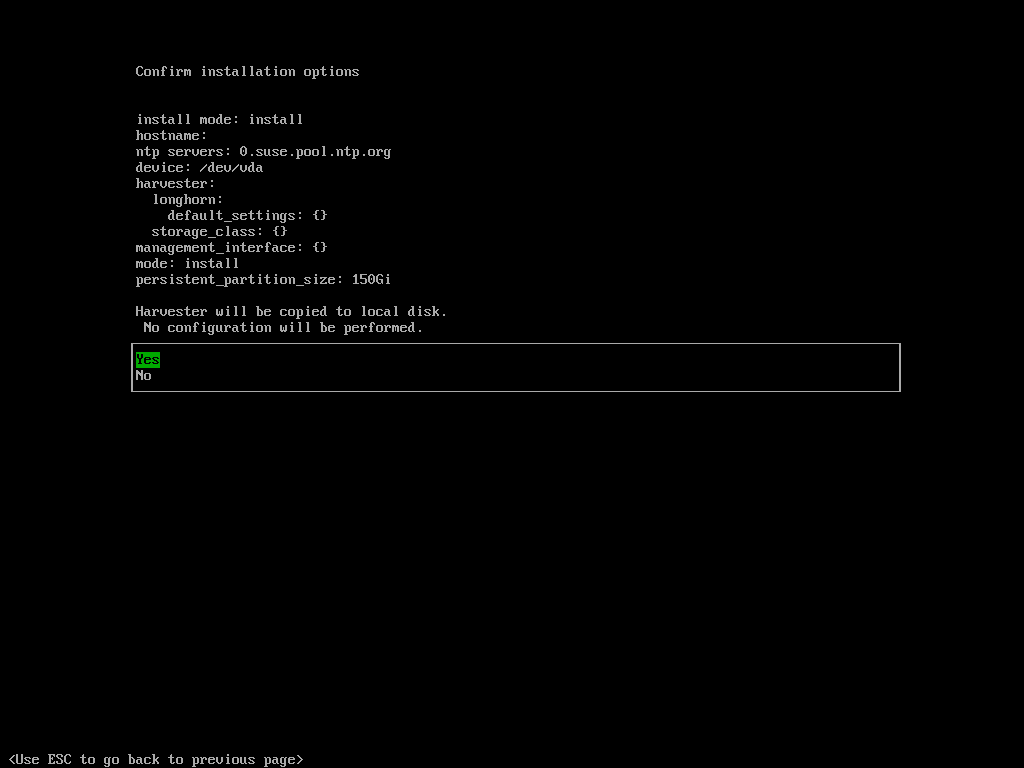 Confirm installation options
install mode: install
hostname:
ntp servers: 0.suse.pool.ntp.org
device: /dev/vda
harvester:
  longhorn:
    default_settings: {}
  storage_class: {}
management_interface: {}
mode: install
persistent_partition_size: 150Gi
Harvester will be copied to local disk.
 No configuration will be performed.
Yes
No
<Use ESC to go back to previous page>